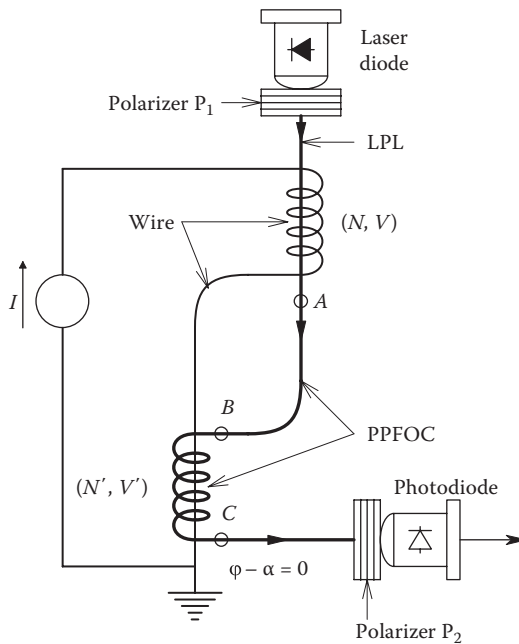 Laser
diode
Polarizer P₁
LPL
Wire
(N, V)
I
A
B
PPFOC
(N′, V′)
C
Photodiode
φ – α = 0
Polarizer P₂